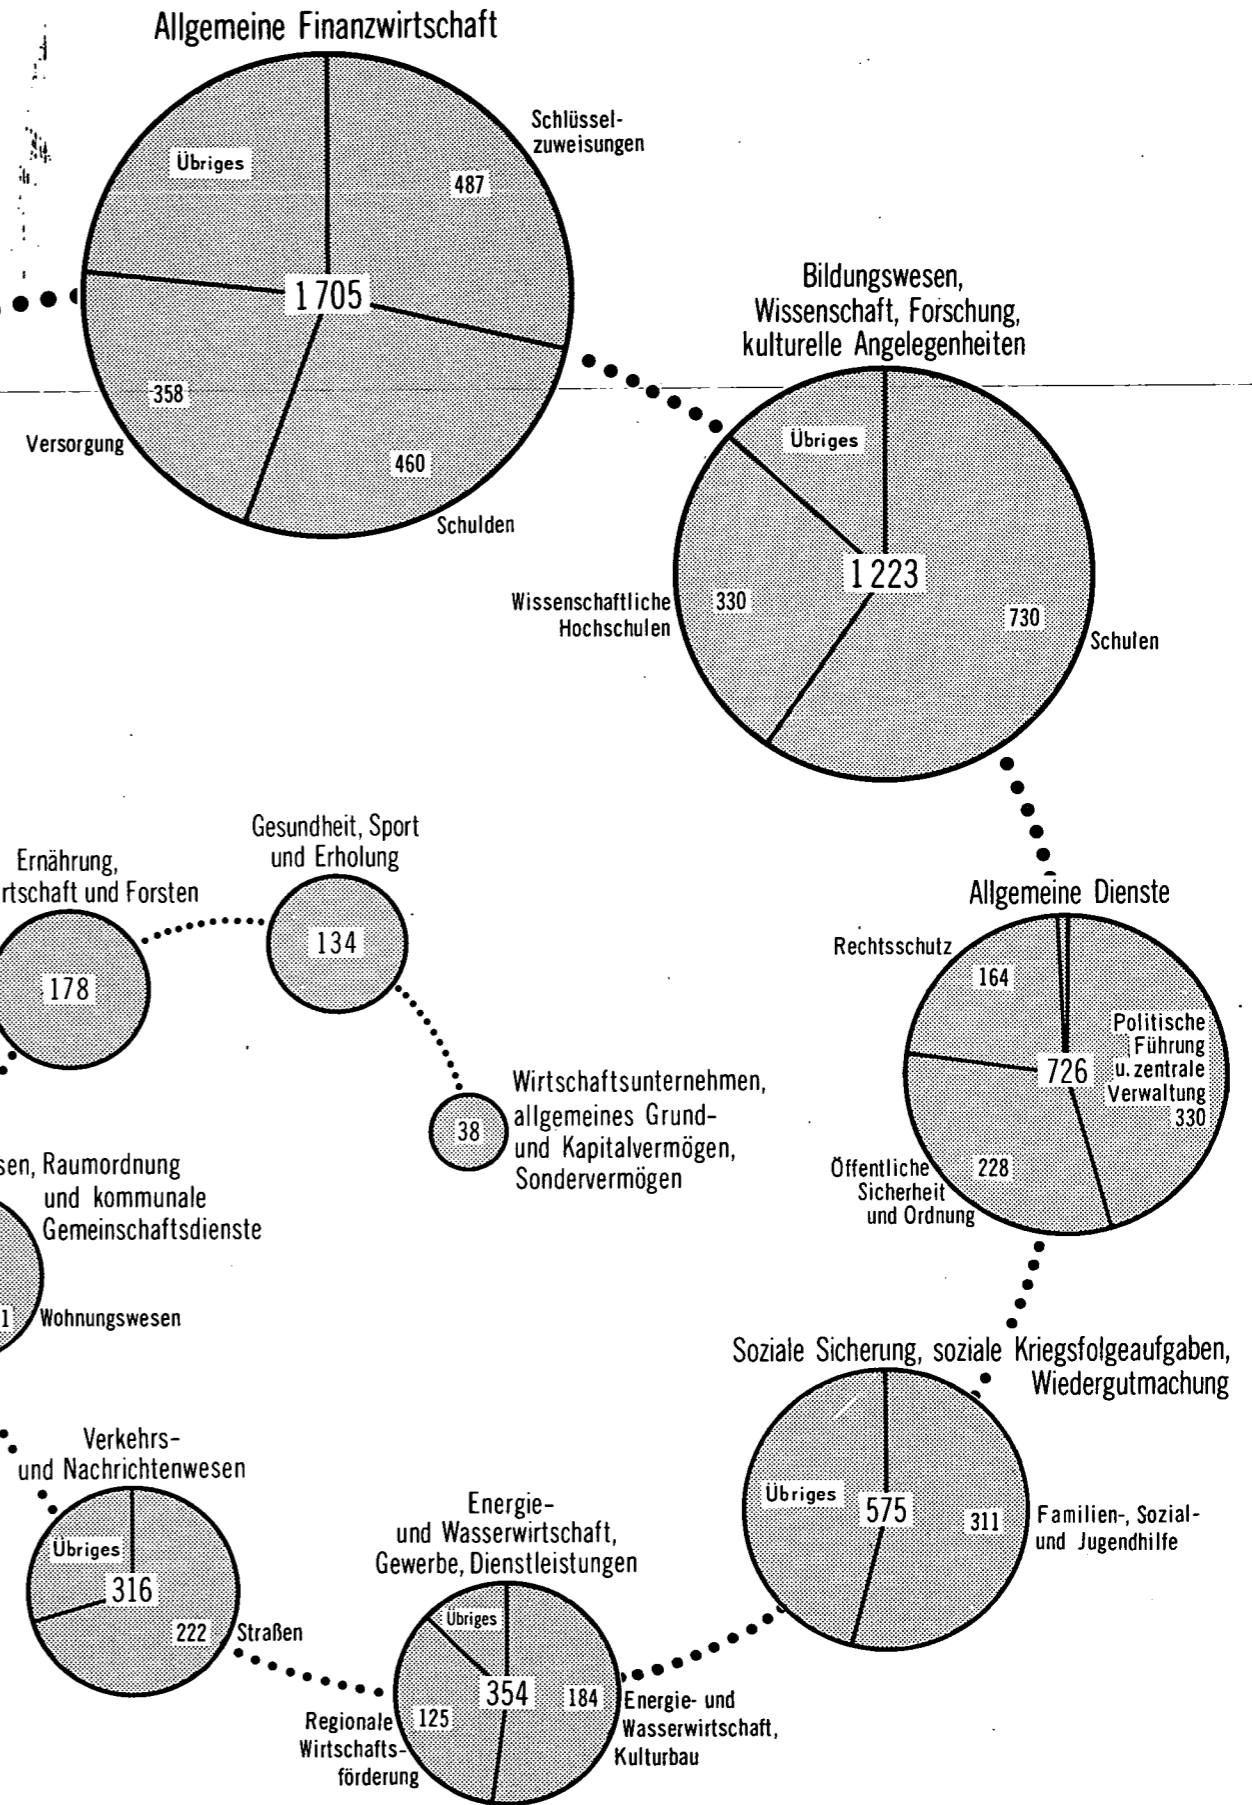 Allgemeine Finanzwirtschaft
Schlüssel-
zuweisungen
Übriges
487
1 705
358
Versorgung
460
Schulden
Bildungswesen,
Wissenschaft, Forschung,
kulturelle Angelegenheiten
Übriges
1 223
Wissenschaftliche
Hochschulen
330
730
Schulen
Gesundheit, Sport
und Erholung
134
Ernährung,
rtschaft und Forsten
178
Allgemeine Dienste
Rechtsschutz
164
Politische
Führung
u. zentrale
Verwaltung
330
726
Öffentliche
Sicherheit
und Ordnung
228
Wirtschaftsunternehmen,
allgemeines Grund-
und Kapitalvermögen,
Sondervermögen
38
sen, Raumordnung
und kommunale
Gemeinschaftsdienste
1
Wohnungswesen
Soziale Sicherung, soziale Kriegsfolgeaufgaben,
Wiedergutmachung
Übriges
575
311
Familien-, Sozial-
und Jugendhilfe
Verkehrs-
und Nachrichtenwesen
Übriges
316
222
Straßen
Energie-
und Wasserwirtschaft,
Gewerbe, Dienstleistungen
Übriges
354
184
125
Energie- und
Wasserwirtschaft,
Kulturbau
Regionale
Wirtschafts-
förderung